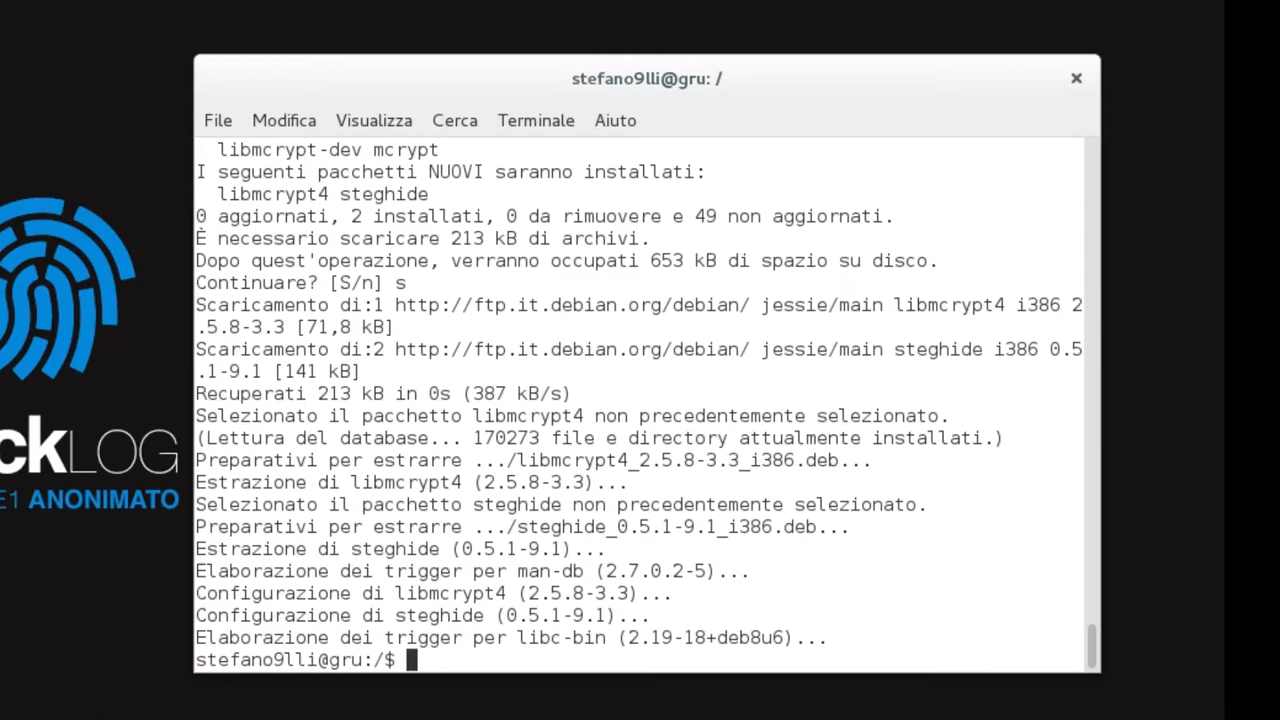 stefano9lli@gru: /
File Modifica Visualizza Cerca Terminale Aiuto
libmcrypt-dev mcrypt
I seguenti pacchetti NUOVI saranno installati:
libmcrypt4 steghide
0 aggiornati, 2 installati, 0 da rimuovere e 49 non aggiornati.
È necessario scaricare 213 kB di archivi.
Dopo quest'operazione, verranno occupati 653 kB di spazio su disco.
Continuare? [S/n] s
Scaricamento di:1 http://ftp.it.debian.org/debian/ jessie/main libmcrypt4 i386 2
.5.8-3.3 [71,8 kB]
Scaricamento di:2 http://ftp.it.debian.org/debian/ jessie/main steghide i386 0.5
.1-9.1 [141 kB]
Recuperati 213 kB in 0s (387 kB/s)
Selezionato il pacchetto libmcrypt4 non precedentemente selezionato.
(Lettura del database... 170273 file e directory attualmente installati.)
Preparativi per estrarre .../libmcrypt4_2.5.8-3.3_i386.deb...
Estrazione di libmcrypt4 (2.5.8-3.3)...
Selezionato il pacchetto steghide non precedentemente selezionato.
Preparativi per estrarre .../steghide_0.5.1-9.1_i386.deb...
Estrazione di steghide (0.5.1-9.1)...
Elaborazione dei trigger per man-db (2.7.0.2-5)...
Configurazione di libmcrypt4 (2.5.8-3.3)...
Configurazione di steghide (0.5.1-9.1)...
Elaborazione dei trigger per libc-bin (2.19-18+deb8u6)...
stefano9lli@gru:/$
ckLOG
E1 ANONIMATO